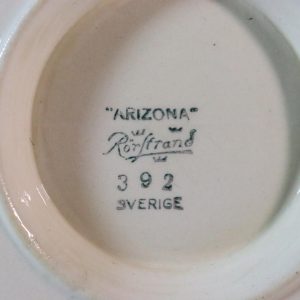 "ARIZONA"
Rörstrand
392
SVERIGE